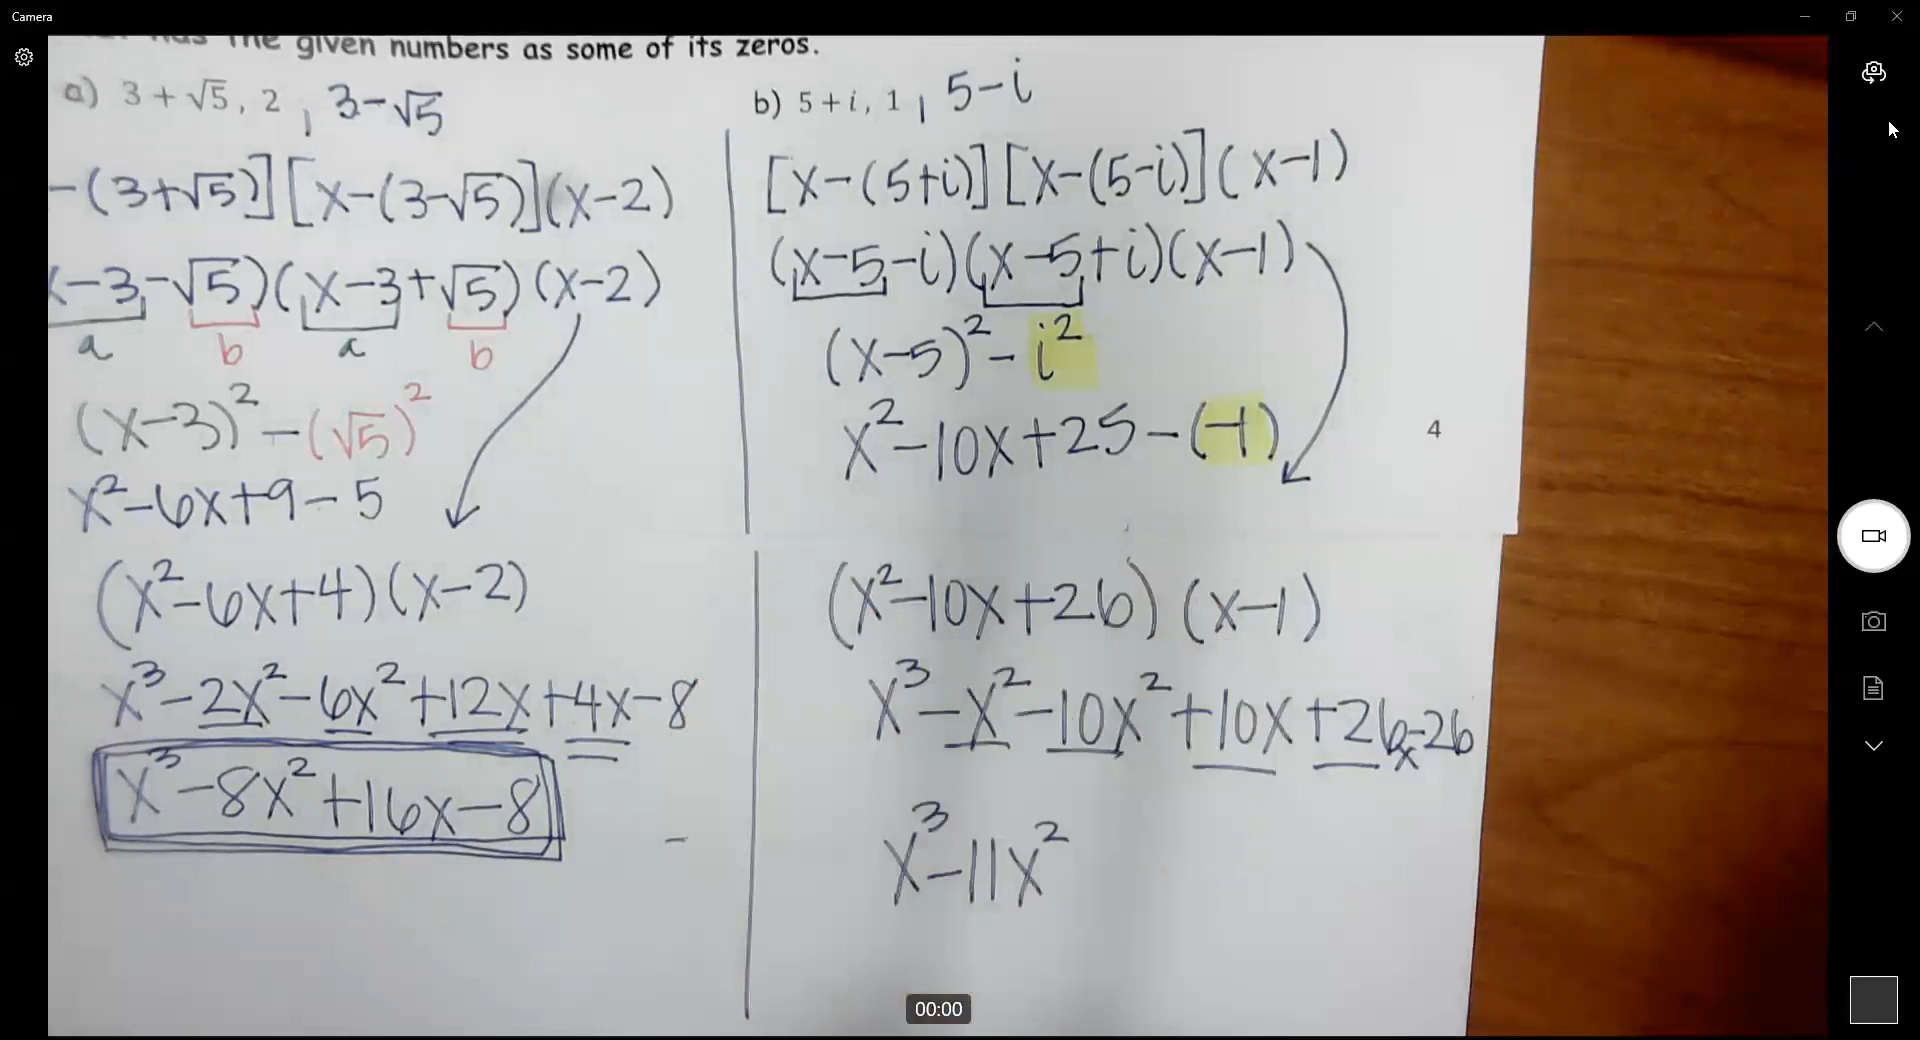 Camera
has the given numbers as some of its zeros.
a) 3 + √5, 2 , 3-√5
-(3+√5)][x-(3-√5)](x-2)
x-3-√5)(x-3+√5)(x-2)
a b a b
(x-3)²-(√5)²
x²-6x+9-5
(x²-6x+4)(x-2)
x³-2x²-6x²+12x+4x-8
x³-8x²+16x-8
b) 5 + i, 1 , 5-i
[x-(5+i)][x-(5-i)](x-1)
(x-5-i)(x-5+i)(x-1)
(x-5)²-i²
x²-10x+25-(-1)
4
(x²-10x+26)(x-1)
x³-x²-10x²+10x+26x-26
x³-11x²
00:00